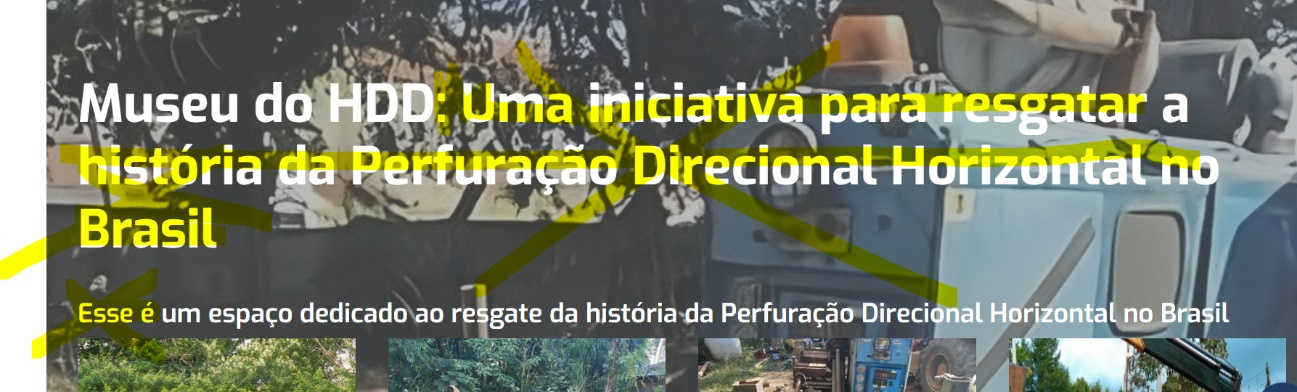 Museu do HDD: Uma iniciativa para resgatar a
história da Perfuração Direcional Horizontal no
Brasil
Esse é um espaço dedicado ao resgate da história da Perfuração Direcional Horizontal no Brasil